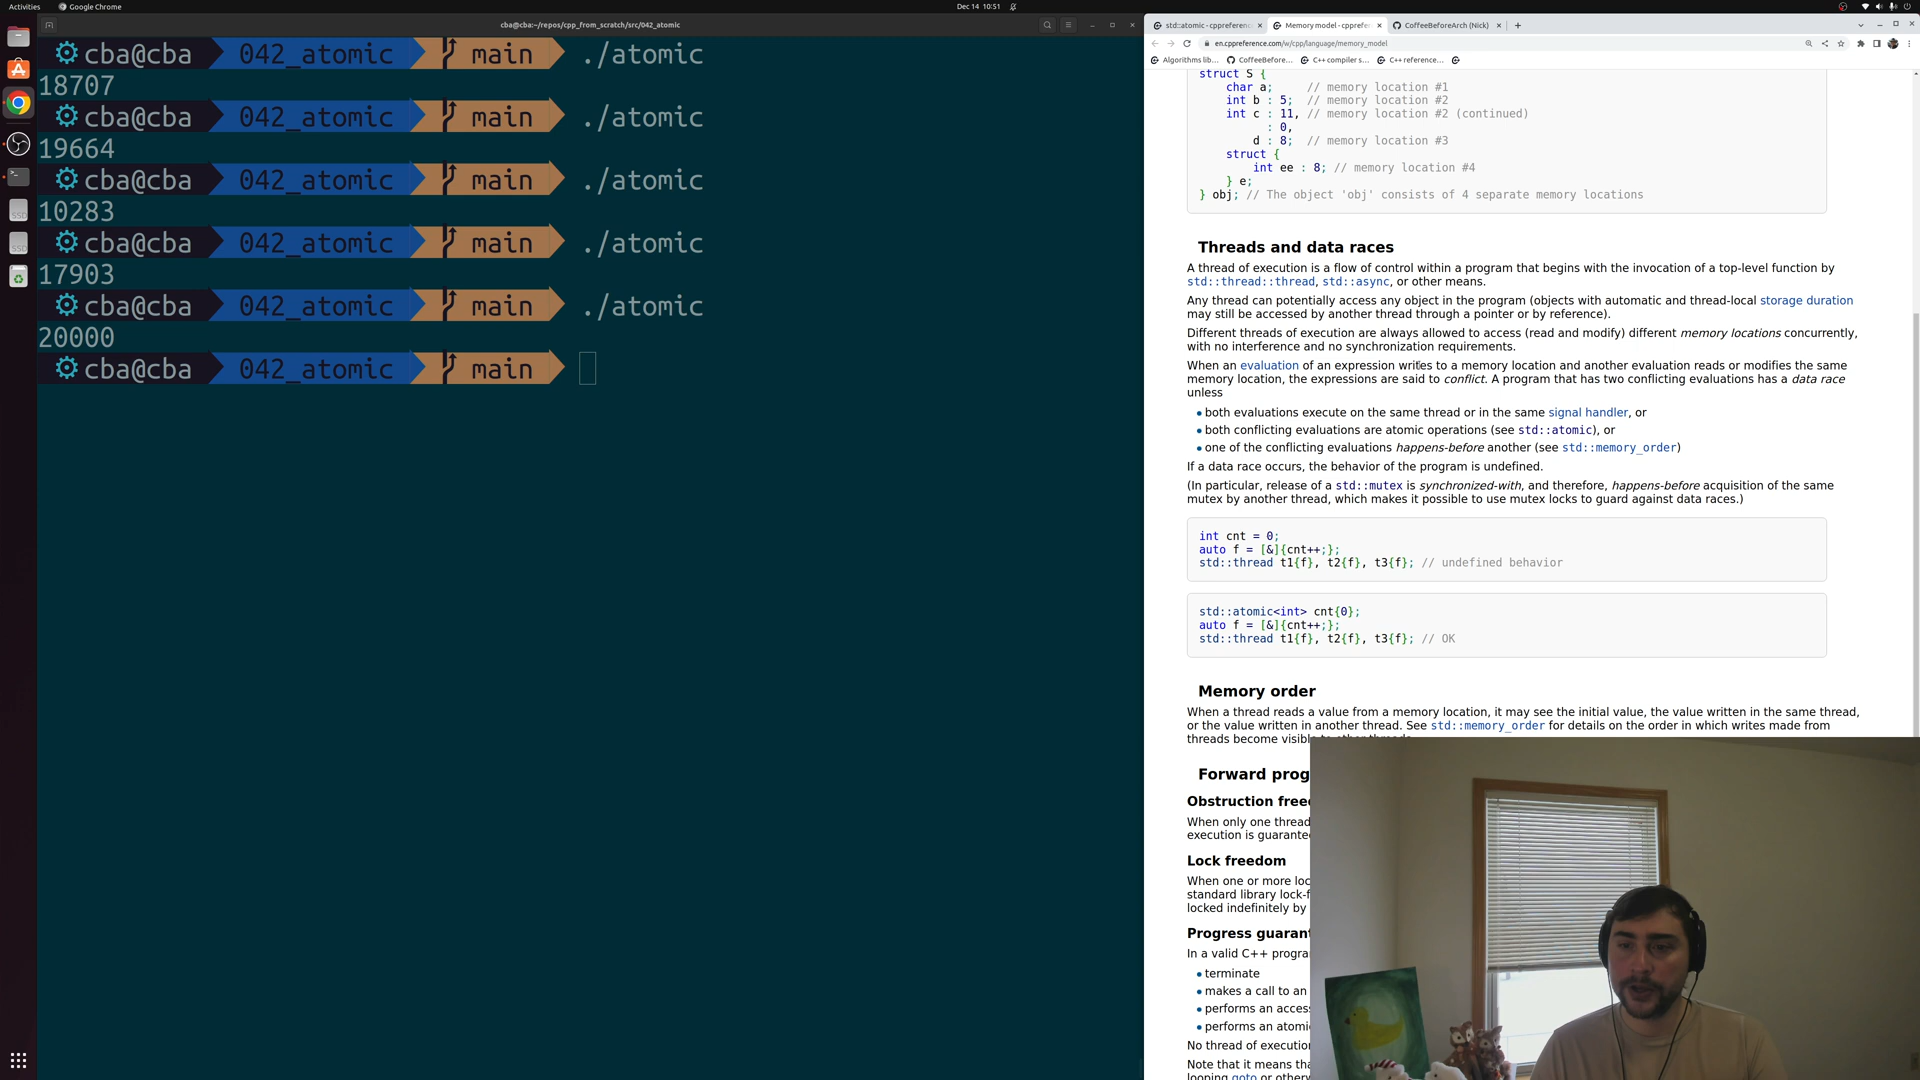 Activities
Google Chrome
Dec 14 10:51
cba@cba:~/repos/cpp_from_scratch/src/042_atomic
cba@cba 042_atomic main ./atomic
18707
cba@cba 042_atomic main ./atomic
19664
cba@cba 042_atomic main ./atomic
10283
cba@cba 042_atomic main ./atomic
17903
cba@cba 042_atomic main ./atomic
20000
cba@cba 042_atomic main
std::atomic - cppreferenc
Memory model - cpprefe
CoffeeBeforeArch (Nick)
en.cppreference.com/w/cpp/language/memory_model
Algorithms lib...
CoffeeBefore...
C++ compiler s...
C++ reference...
struct S {
char a; // memory location #1
int b : 5; // memory location #2
int c : 11, // memory location #2 (continued)
: 0,
d : 8; // memory location #3
struct {
int ee : 8; // memory location #4
} e;
} obj; // The object 'obj' consists of 4 separate memory locations
Threads and data races
A thread of execution is a flow of control within a program that begins with the invocation of a top-level function by
std::thread::thread, std::async, or other means.
Any thread can potentially access any object in the program (objects with automatic and thread-local storage duration
may still be accessed by another thread through a pointer or by reference).
Different threads of execution are always allowed to access (read and modify) different memory locations concurrently,
with no interference and no synchronization requirements.
When an evaluation of an expression writes to a memory location and another evaluation reads or modifies the same
memory location, the expressions are said to conflict. A program that has two conflicting evaluations has a data race
unless
both evaluations execute on the same thread or in the same signal handler, or
both conflicting evaluations are atomic operations (see std::atomic), or
one of the conflicting evaluations happens-before another (see std::memory_order)
If a data race occurs, the behavior of the program is undefined.
(In particular, release of a std::mutex is synchronized-with, and therefore, happens-before acquisition of the same
mutex by another thread, which makes it possible to use mutex locks to guard against data races.)
int cnt = 0;
auto f = [&]{cnt++;};
std::thread t1{f}, t2{f}, t3{f}; // undefined behavior
std::atomic<int> cnt{0};
auto f = [&]{cnt++;};
std::thread t1{f}, t2{f}, t3{f}; // OK
Memory order
When a thread reads a value from a memory location, it may see the initial value, the value written in the same thread,
or the value written in another thread. See std::memory_order for details on the order in which writes made from
threads become visible
Forward prog
Obstruction free
When only one thread
execution is guarantee
Lock freedom
When one or more loc
standard library lock-f
locked indefinitely by
Progress guarant
In a valid C++ progra
terminate
makes a call to an
performs an access
performs an atomi
No thread of execution
Note that it means tha
looping goto or otherw